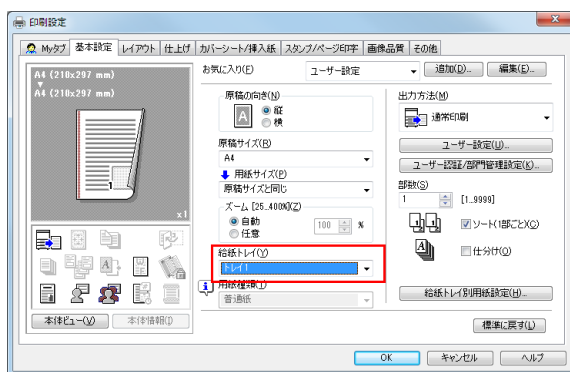 印刷設定
Myタブ 基本設定 レイアウト 仕上げ カバーシート/挿入紙 スタンプ/ページ印字 画像品質 その他
A4 (210x297 mm)
A4 (210x297 mm)
1
x1
本体ビュー(V) 本体情報(I)
お気に入り(F) ユーザー設定 追加(D)... 編集(E)...
原稿の向き(N)
A
縦
横
原稿サイズ(R)
A4
用紙サイズ(P)
原稿サイズと同じ
ズーム [25..400%](Z)
自動
任意
100 %
給紙トレイ(Y)
トレイ1
用紙種類(T)
普通紙
出力方法(M)
通常印刷
ユーザー設定(U)...
ユーザー認証/部門管理設定(K)...
部数(S)
1 [1..9999]
ソート(1部ごと)(C)
仕分け(O)
給紙トレイ別用紙設定(H)...
標準に戻す(L)
OK キャンセル ヘルプ